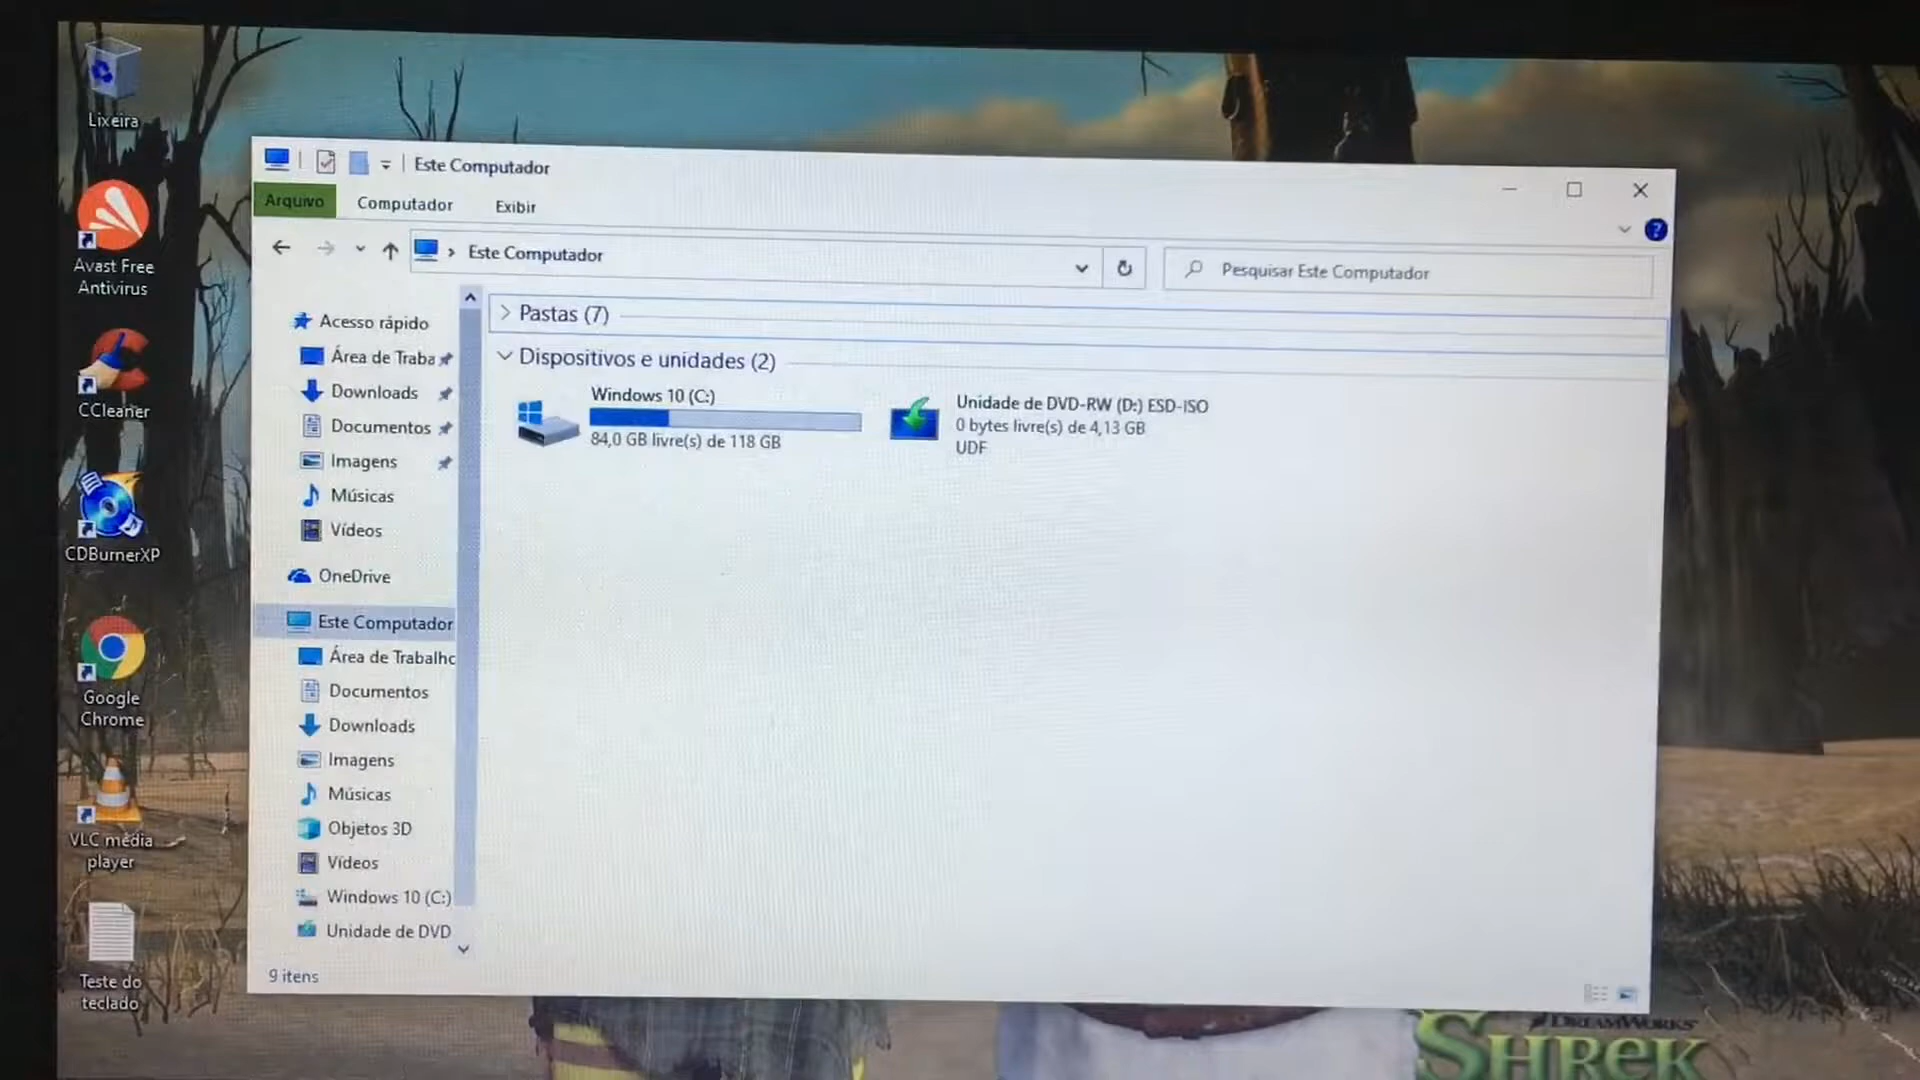 Lixeira
Avast Free
Antivirus
CCleaner
CDBurnerXP
Google
Chrome
VLC media
player
Teste do
teclado
Este Computador
Arquivo
Computador
Exibir
Este Computador
Pesquisar Este Computador
Acesso rápido
Área de Traba
Downloads
Documentos
Imagens
Músicas
Vídeos
OneDrive
Este Computador
Área de Trabalho
Documentos
Downloads
Imagens
Músicas
Objetos 3D
Vídeos
Windows 10 (C:)
Unidade de DVD
9 itens
Pastas (7)
Dispositivos e unidades (2)
Windows 10 (C:)
84,0 GB livre(s) de 118 GB
Unidade de DVD-RW (D:) ESD-ISO
0 bytes livre(s) de 4,13 GB
UDF
DREAMWORKS
SHREK